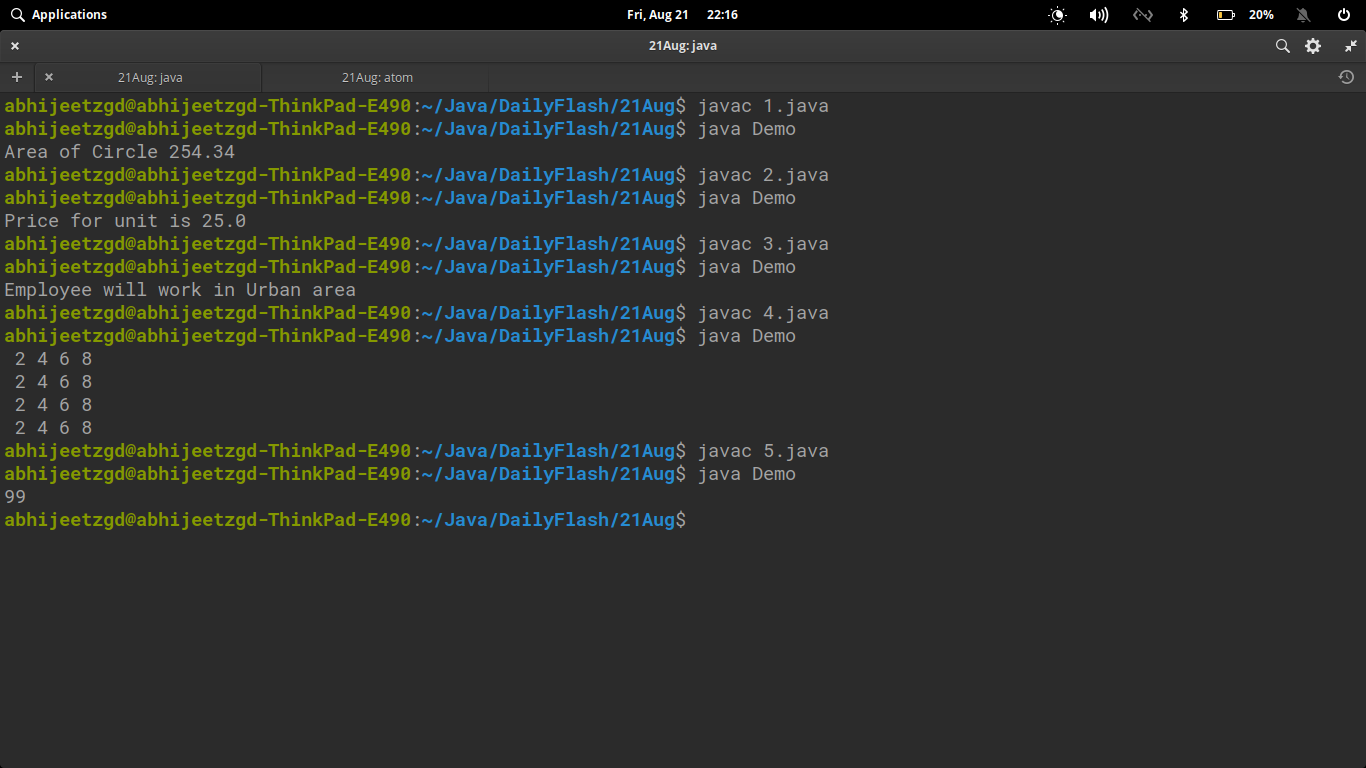 Applications Fri, Aug 21 22:16 20%
21Aug: java
21Aug: java 21Aug: atom
abhijeetzgd@abhijeetzgd-ThinkPad-E490:~/Java/DailyFlash/21Aug$ javac 1.java
abhijeetzgd@abhijeetzgd-ThinkPad-E490:~/Java/DailyFlash/21Aug$ java Demo
Area of Circle 254.34
abhijeetzgd@abhijeetzgd-ThinkPad-E490:~/Java/DailyFlash/21Aug$ javac 2.java
abhijeetzgd@abhijeetzgd-ThinkPad-E490:~/Java/DailyFlash/21Aug$ java Demo
Price for unit is 25.0
abhijeetzgd@abhijeetzgd-ThinkPad-E490:~/Java/DailyFlash/21Aug$ javac 3.java
abhijeetzgd@abhijeetzgd-ThinkPad-E490:~/Java/DailyFlash/21Aug$ java Demo
Employee will work in Urban area
abhijeetzgd@abhijeetzgd-ThinkPad-E490:~/Java/DailyFlash/21Aug$ javac 4.java
abhijeetzgd@abhijeetzgd-ThinkPad-E490:~/Java/DailyFlash/21Aug$ java Demo
 2 4 6 8
 2 4 6 8
 2 4 6 8
 2 4 6 8
abhijeetzgd@abhijeetzgd-ThinkPad-E490:~/Java/DailyFlash/21Aug$ javac 5.java
abhijeetzgd@abhijeetzgd-ThinkPad-E490:~/Java/DailyFlash/21Aug$ java Demo
99
abhijeetzgd@abhijeetzgd-ThinkPad-E490:~/Java/DailyFlash/21Aug$